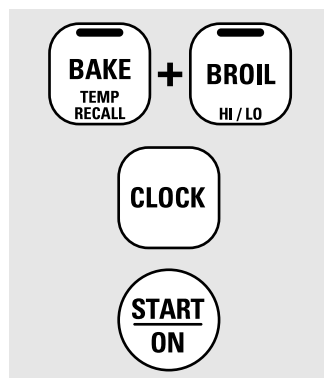 BAKE + BROIL
TEMP
RECALL HI / LO
CLOCK
START
ON